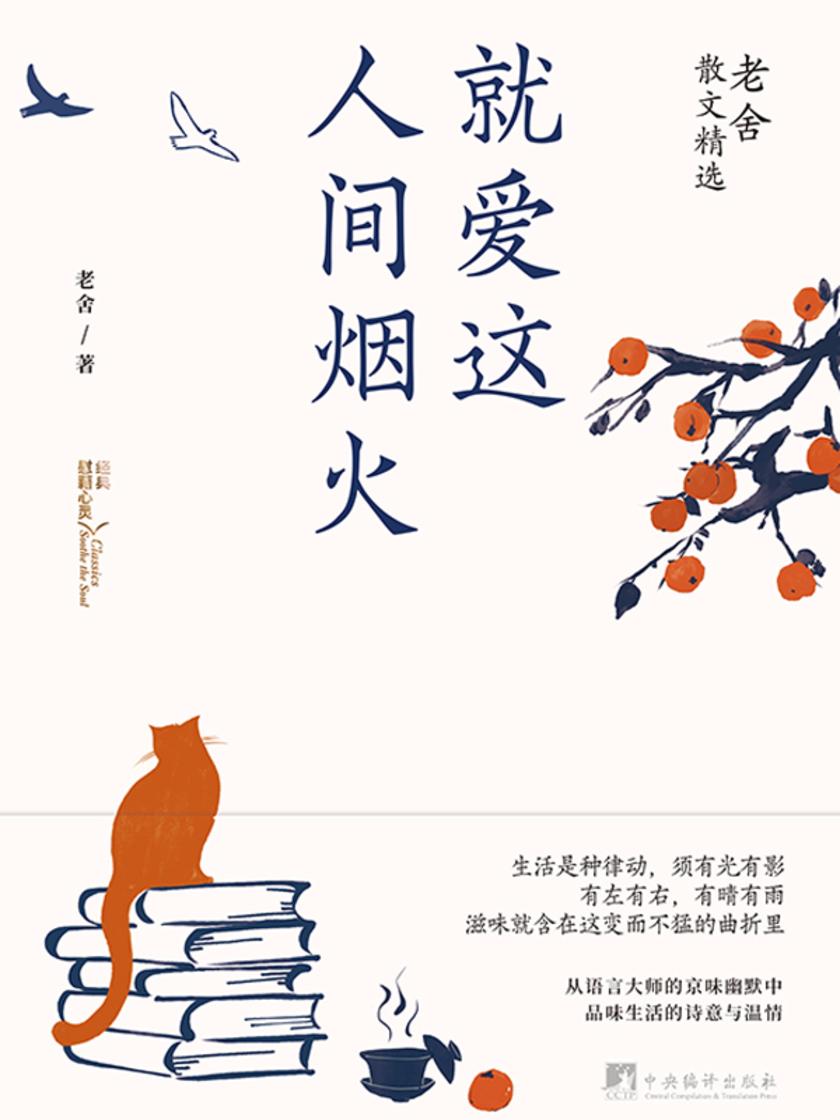 老舍
散文精选
就爱这
人间烟火
老舍/著
经典
慰藉心灵
Classics
Soothe the Soul
生活是种律动，须有光有影
有左有右，有晴有雨
滋味就含在这变而不猛的曲折里
从语言大师的京味幽默中
品味生活的诗意与温情
中央编译出版社
CCTP
Central Compilation & Translation Press